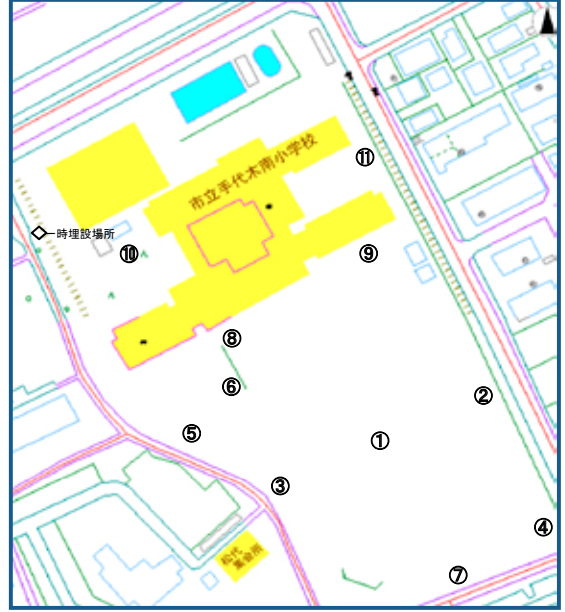 市立手代木南小学校
⑪
時埋設場所
⑩
⑨
⑧
⑥
②
⑤
①
③
④
松代
集会所
⑦